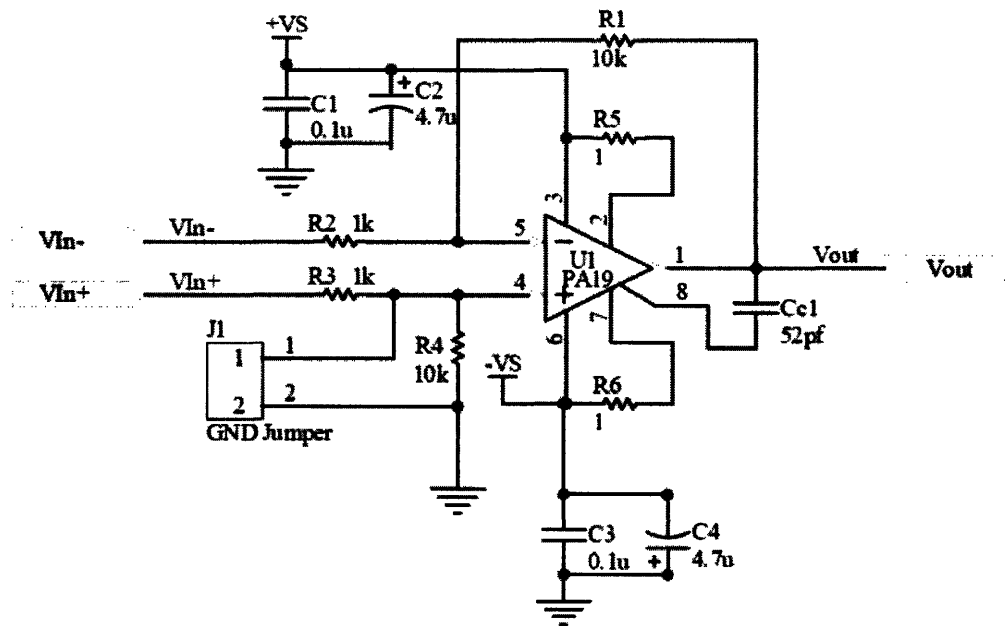 +VS
R1
10k
C1
0.1u
+
C2
4.7u
R5
1
3
2
VIn-
VIn-
R2 1k
5
U1
PA19
1
Vout
Vout
VIn+
VIn+
R3 1k
4
8
Cc1
52pf
J1
1
1
2
2
GND Jumper
R4
10k
6
7
-VS
R6
1
C3
0.1u
+
C4
4.7u